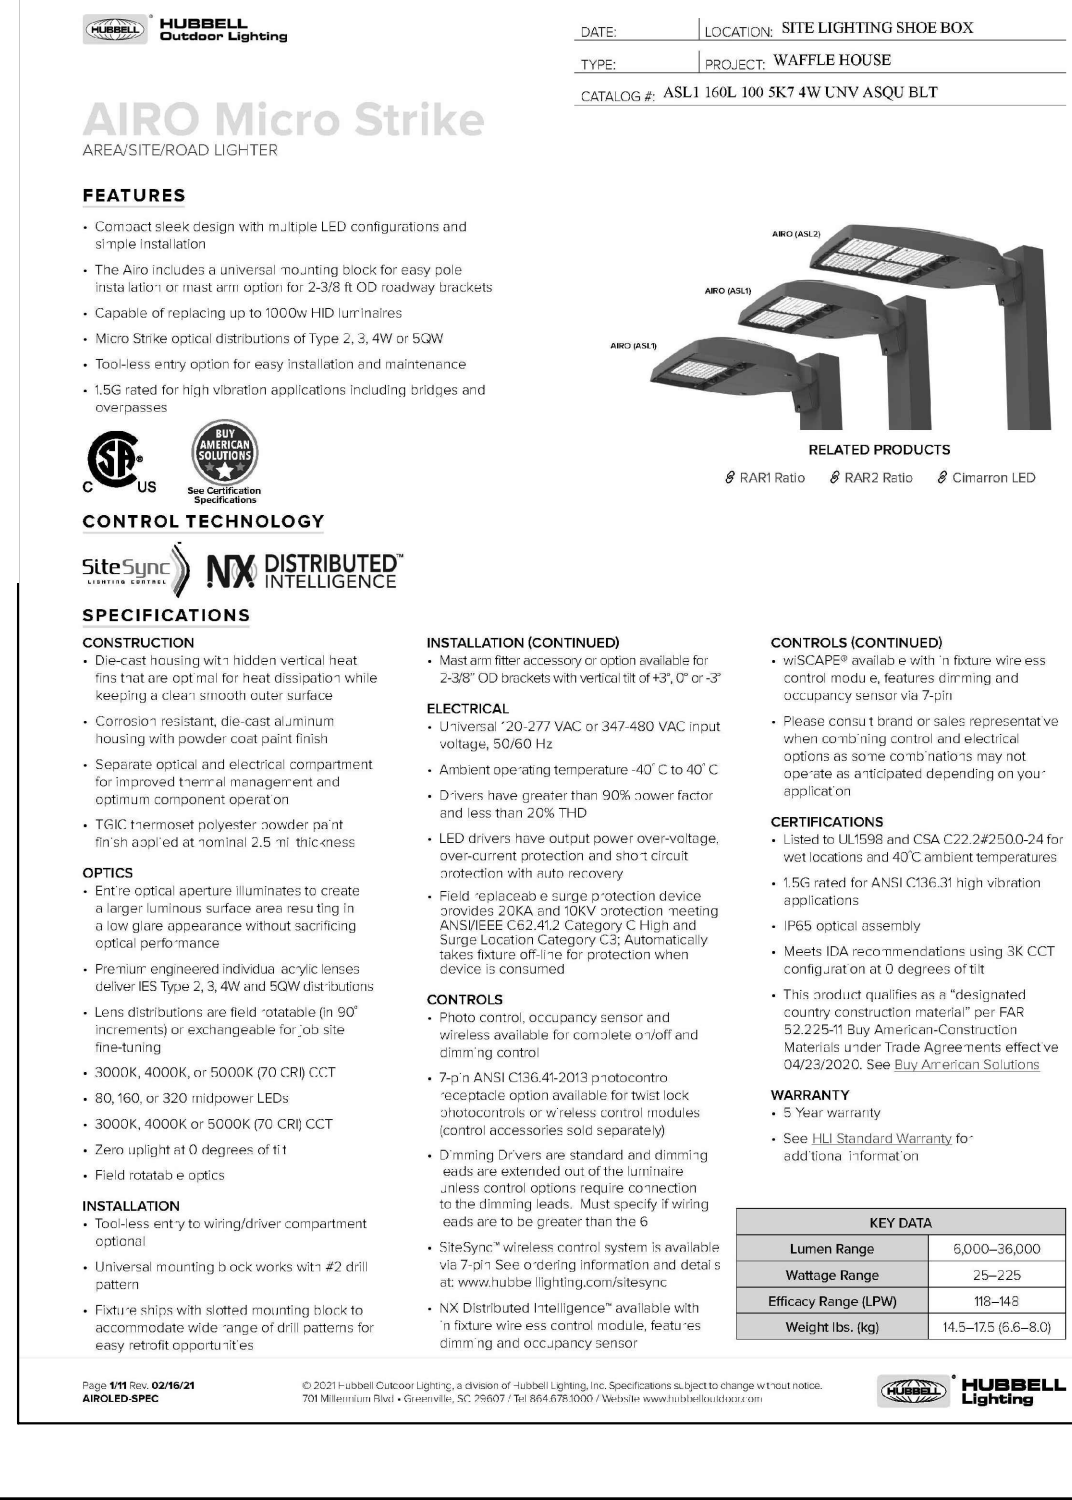 HUBBELL
HUBBELL
Outdoor Lighting
DATE:
LOCATION: SITE LIGHTING SHOE BOX
TYPE:
PROJECT: WAFFLE HOUSE
CATALOG #: ASL1 160L 100 5K7 4W UNV ASQU BLT
AIRO Micro Strike
AREA/SITE/ROAD LIGHTER
FEATURES
• Compact sleek design with multiple LED configurations and
simple installation
• The Airo includes a universal mounting block for easy pole
installation or mast arm option for 2-3/8 ft OD roadway brackets
• Capable of replacing up to 1000w HID luminaires
• Micro Strike optical distributions of Type 2, 3, 4W or 5QW
• Tool-less entry option for easy installation and maintenance
• 1.5G rated for high vibration applications including bridges and
overpasses
AIRO (ASL2)
AIRO (ASL1)
AIRO (ASL1)
CSA
C US
BUY
AMERICAN
SOLUTIONS
See Certification
Specifications
RELATED PRODUCTS
RAR1 Ratio RAR2 Ratio Cimarron LED
CONTROL TECHNOLOGY
SiteSync
LIGHTING CONTROL
NX DISTRIBUTED™
INTELLIGENCE
SPECIFICATIONS
CONSTRUCTION
• Die-cast housing with hidden vertical heat
fins that are optimal for heat dissipation while
keeping a clean smooth outer surface
• Corrosion resistant, die-cast aluminum
housing with powder coat paint finish
• Separate optical and electrical compartment
for improved thermal management and
optimum component operation
• TGIC thermoset polyester powder paint
finish applied at nominal 2.5 mil thickness
OPTICS
• Entire optical aperture illuminates to create
a larger luminous surface area resulting in
a low glare appearance without sacrificing
optical performance
• Premium engineered individual acrylic lenses
deliver IES Type 2, 3, 4W and 5QW distributions
• Lens distributions are field rotatable (in 90°
increments) or exchangeable for job site
fine-tuning
• 3000K, 4000K, or 5000K (70 CRI) CCT
• 80, 160, or 320 midpower LEDs
• 3000K, 4000K or 5000K (70 CRI) CCT
• Zero uplight at 0 degrees of tilt
• Field rotatable optics
INSTALLATION
• Tool-less entry to wiring/driver compartment
optional
• Universal mounting block works with #2 drill
pattern
• Fixture ships with slotted mounting block to
accommodate wide range of drill patterns for
easy retrofit opportunities
INSTALLATION (CONTINUED)
• Mast arm fitter accessory or option available for
2-3/8" OD brackets with vertical tilt of +3°, 0° or -3°
ELECTRICAL
• Universal 120-277 VAC or 347-480 VAC input
voltage, 50/60 Hz
• Ambient operating temperature -40° C to 40° C
• Drivers have greater than 90% power factor
and less than 20% THD
• LED drivers have output power over-voltage,
over-current protection and short circuit
protection with auto recovery
• Field replaceable surge protection device
provides 20KA and 10KV protection meeting
ANSI/IEEE C62.41.2 Category C High and
Surge Location Category C3; Automatically
takes fixture off-line for protection when
device is consumed
CONTROLS
• Photo control, occupancy sensor and
wireless available for complete on/off and
dimming control
• 7-pin ANSI C136.41-2013 photocontrol
receptacle option available for twist lock
photocontrols or wireless control modules
(control accessories sold separately)
• Dimming Drivers are standard and dimming
leads are extended out of the luminaire
unless control options require connection
to the dimming leads. Must specify if wiring
leads are to be greater than the 6
• SiteSync™ wireless control system is available
via 7-pin See ordering information and details
at: www.hubbelllighting.com/sitesync
• NX Distributed Intelligence™ available with
in fixture wireless control module, features
dimming and occupancy sensor
CONTROLS (CONTINUED)
• wiSCAPE® available with in fixture wireless
control module, features dimming and
occupancy sensor via 7-pin
• Please consult brand or sales representative
when combining control and electrical
options as some combinations may not
operate as anticipated depending on your
application
CERTIFICATIONS
• Listed to UL1598 and CSA C22.2#250.0-24 for
wet locations and 40°C ambient temperatures
• 1.5G rated for ANSI C136.31 high vibration
applications
• IP65 optical assembly
• Meets IDA recommendations using 3K CCT
configuration at 0 degrees of tilt
• This product qualifies as a "designated
country construction material" per FAR
52.225-11 Buy American-Construction
Materials under Trade Agreements effective
04/23/2020. See Buy American Solutions
WARRANTY
• 5 Year warranty
• See HLI Standard Warranty for
additional information
KEY DATA
Lumen Range 6,000–36,000
Wattage Range 25–225
Efficacy Range (LPW) 118–148
Weight lbs. (kg) 14.5–17.5 (6.6–8.0)
Page 1/11 Rev. 02/16/21
AIROLED-SPEC
© 2021 Hubbell Outdoor Lighting, a division of Hubbell Lighting, Inc. Specifications subject to change without notice.
701 Millennium Blvd • Greenville, SC 29607 / Tel 864.678.1000 / Website www.hubbelloutdoor.com
HUBBELL
HUBBELL
Lighting